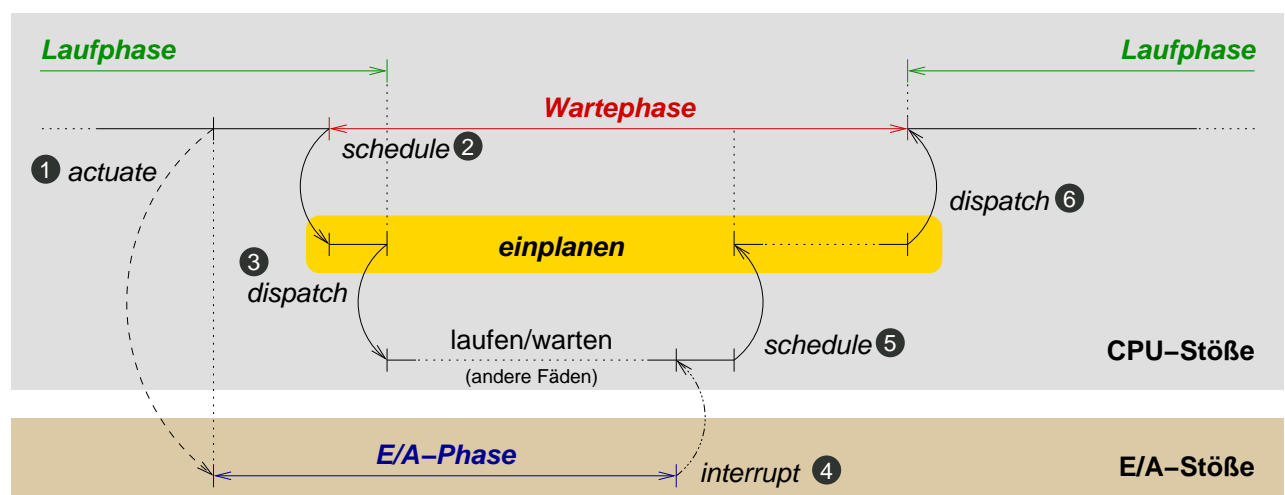 Laufphase
Laufphase
Wartephase
schedule 2
1 actuate
dispatch 6
einplanen
3
dispatch
laufen/warten
schedule 5
CPU–Stöße
(andere Fäden)
E/A–Phase
interrupt 4
E/A–Stöße